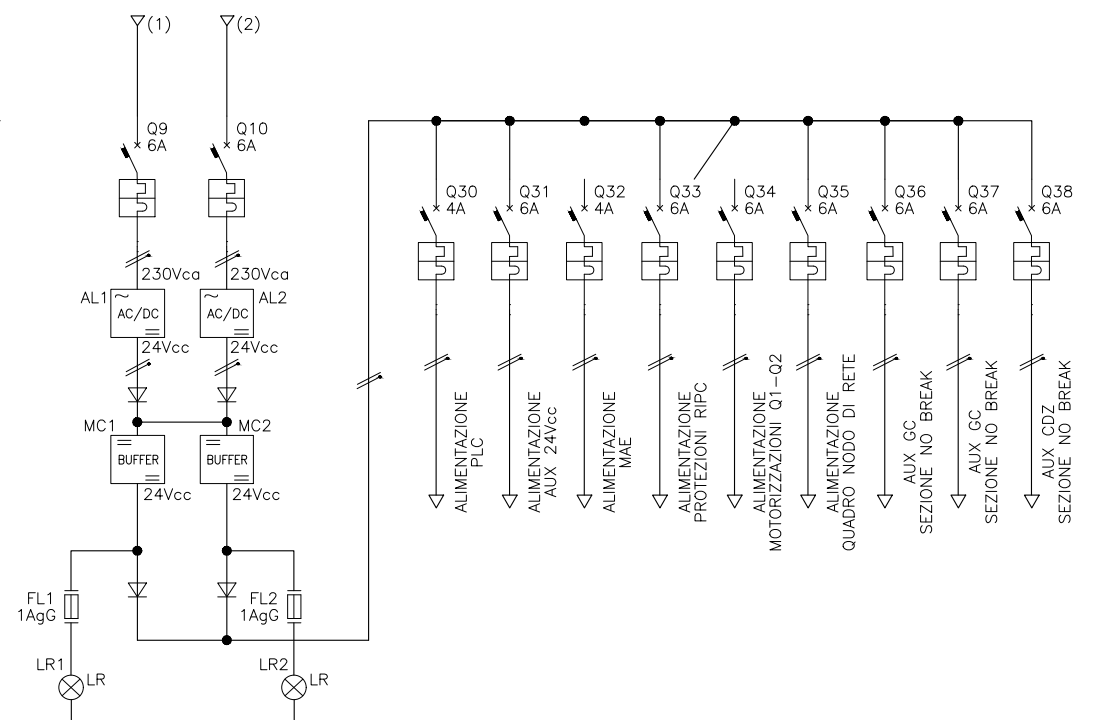 (1)
(2)
Q9
6A
Q10
6A
230Vca
230Vca
AL1
AC/DC
AC/DC
AL2
24Vcc
24Vcc
MC1
BUFFER
BUFFER
MC2
24Vcc
24Vcc
FL1
1AgG
FL2
1AgG
LR1
LR
LR2
LR
Q30
4A
Q31
6A
Q32
4A
Q33
6A
Q34
6A
Q35
6A
Q36
6A
Q37
6A
Q38
6A
ALIMENTAZIONE
PLC
ALIMENTAZIONE
AUX 24Vcc
ALIMENTAZIONE
MAE
ALIMENTAZIONE
PROTEZIONI RIPC
ALIMENTAZIONE
MOTORIZZAZIONI Q1-Q2
ALIMENTAZIONE
QUADRO NODO DI RETE
AUX GC
SEZIONE NO BREAK
AUX GC
SEZIONE NO BREAK
AUX CDZ
SEZIONE NO BREAK